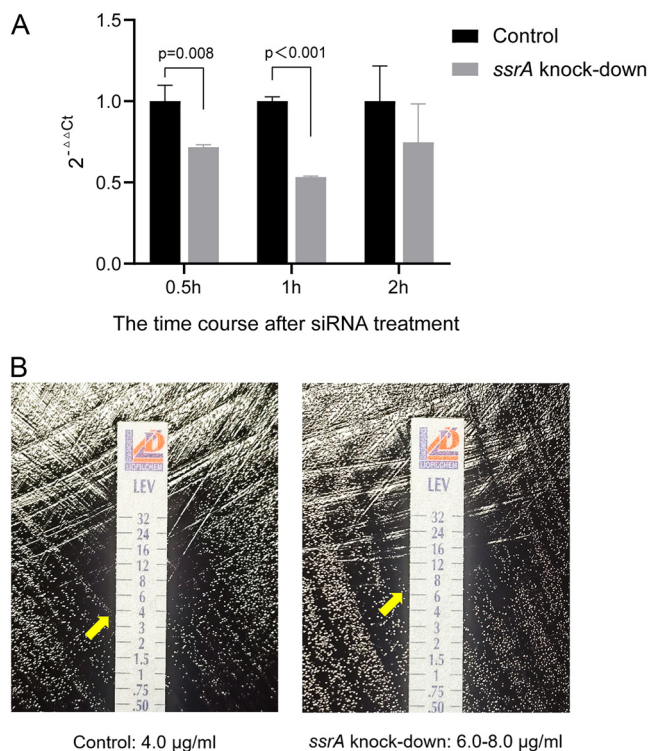 A
1.5
1.0
0.5
0.0
2^-△△Ct
p=0.008
p＜0.001
Control
ssrA knock-down
0.5h
1h
2h
The time course after siRNA treatment
B
LIOFILCHEM
LEV
32
24
16
12
8
6
4
3
2
1.5
1
.75
.50
LIOFILCHEM
LEV
32
24
16
12
8
6
4
3
2
1.5
1
.75
.50
Control: 4.0 μg/ml
ssrA knock-down: 6.0-8.0 μg/ml